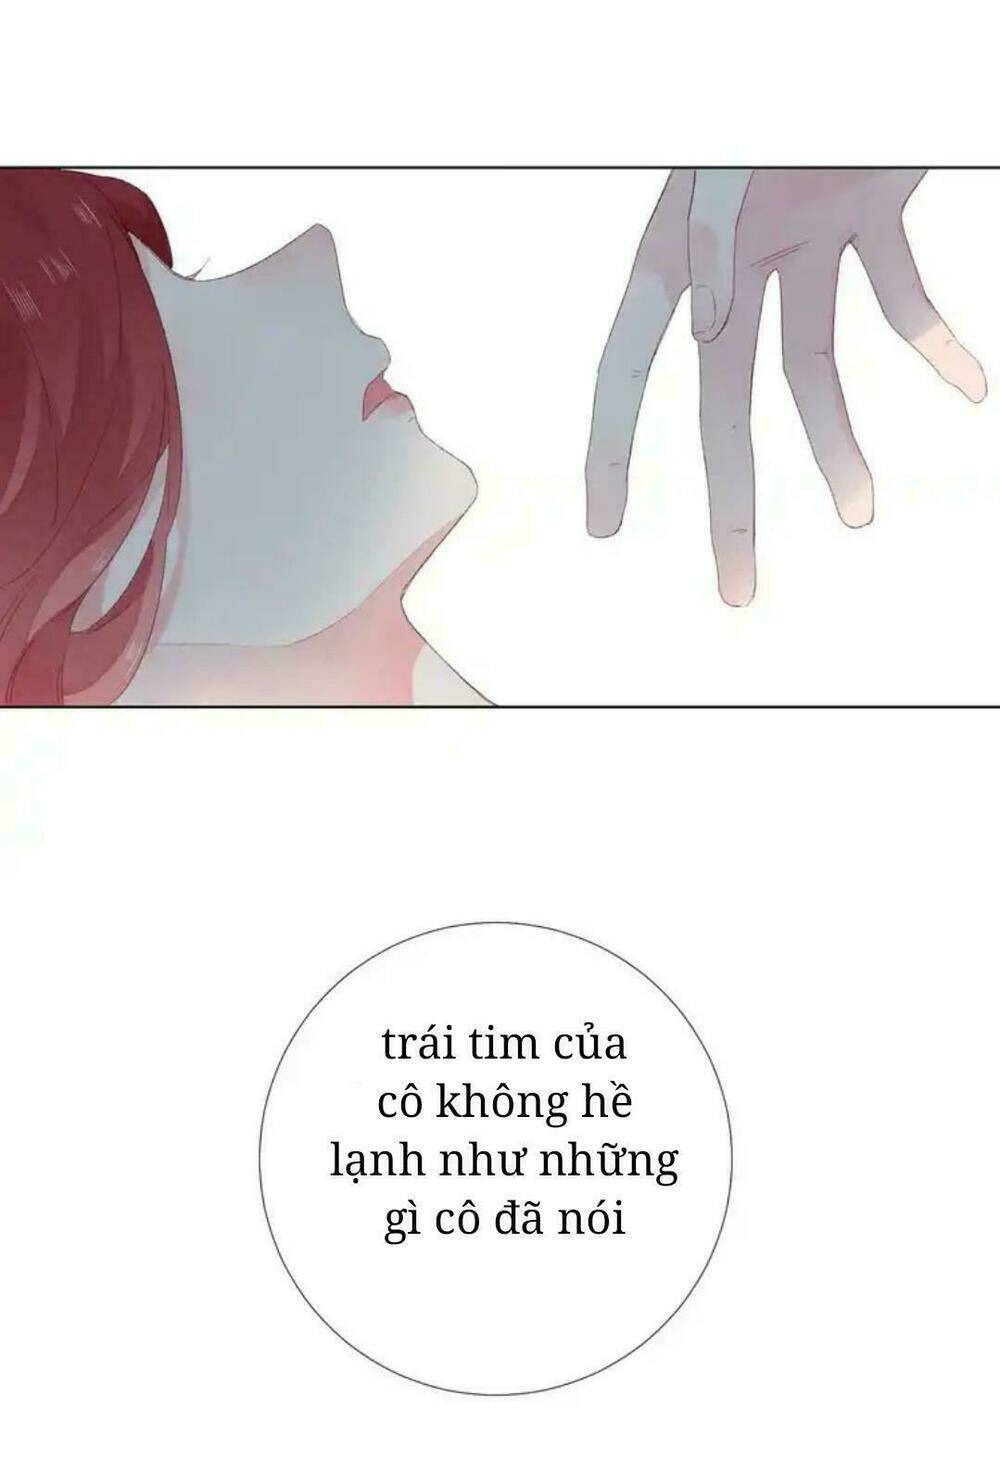 trái tim của
cô không hề
lạnh như những
gì cô đã nói